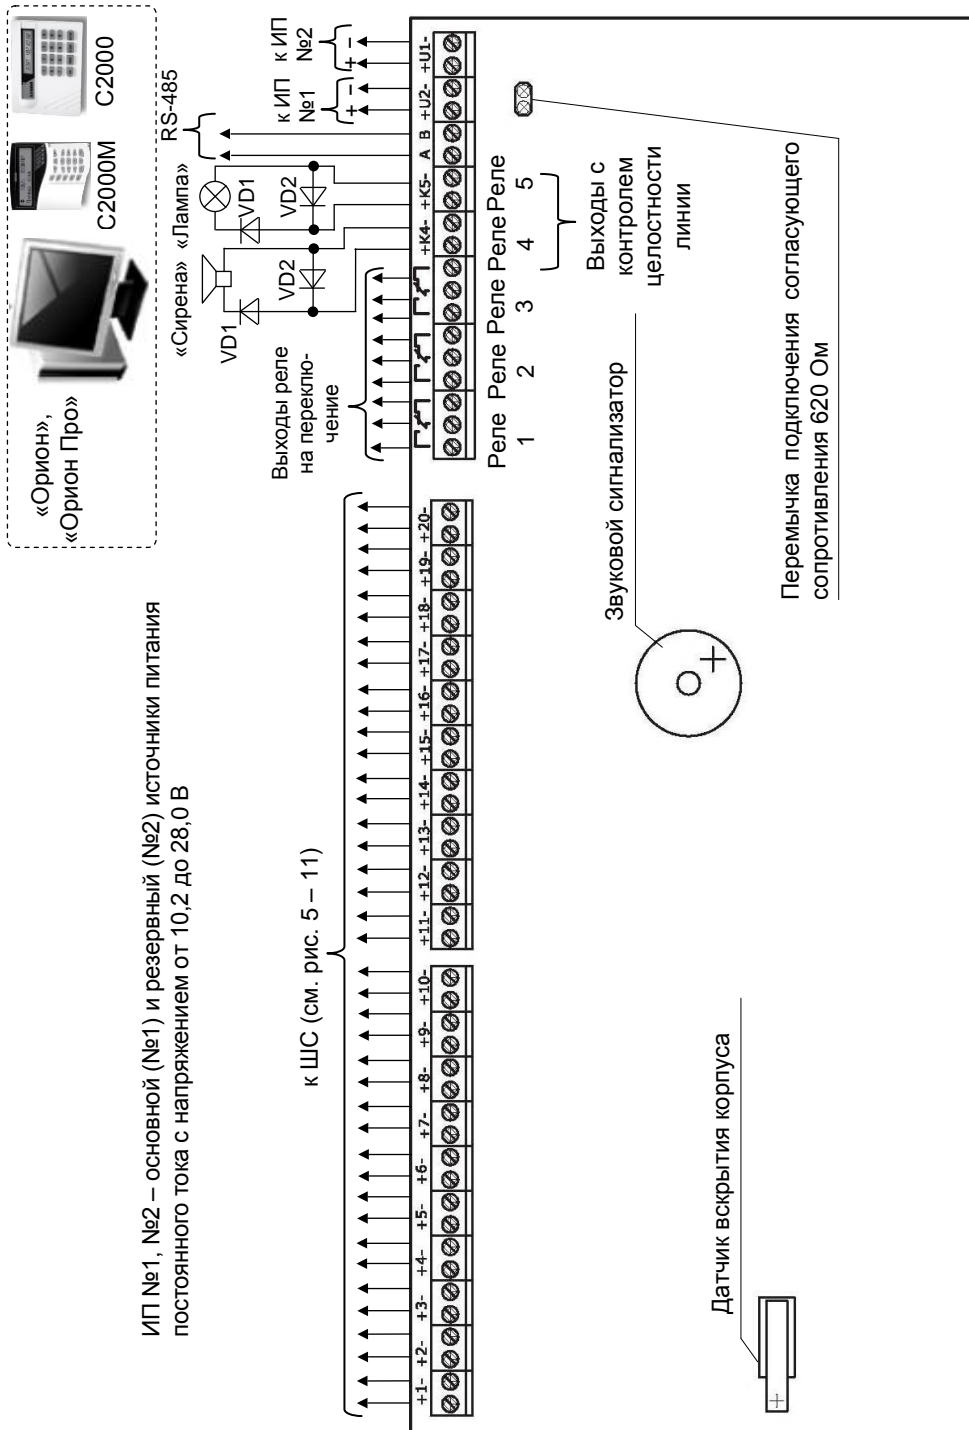 ИП №1, №2 – основной (№1) и резервный (№2) источники питания
постоянного тока с напряжением от 10,2 до 28,0 В
«Орион»,
«Орион Про»
С2000М
С2000
RS-485
к ШС (см. рис. 5 – 11)
Выходы реле
на переклю-
чение
«Сирена»
«Лампа»
VD1
VD2
VD1
VD2
к ИП
№1
+ –
к ИП
№2
+ –
+1-
+2-
+3-
+4-
+5-
+6-
+7-
+8-
+9-
+10-
+11-
+12-
+13-
+14-
+15-
+16-
+17-
+18-
+19-
+20-
+K4-
+K5-
A
B
+U2-
+U1-
Реле
1
Реле
2
Реле
3
Реле
4
Реле
5
Выходы с
контролем
целостности
линии
Звуковой сигнализатор
Перемычка подключения согласующего
сопротивления 620 Ом
Датчик вскрытия корпуса